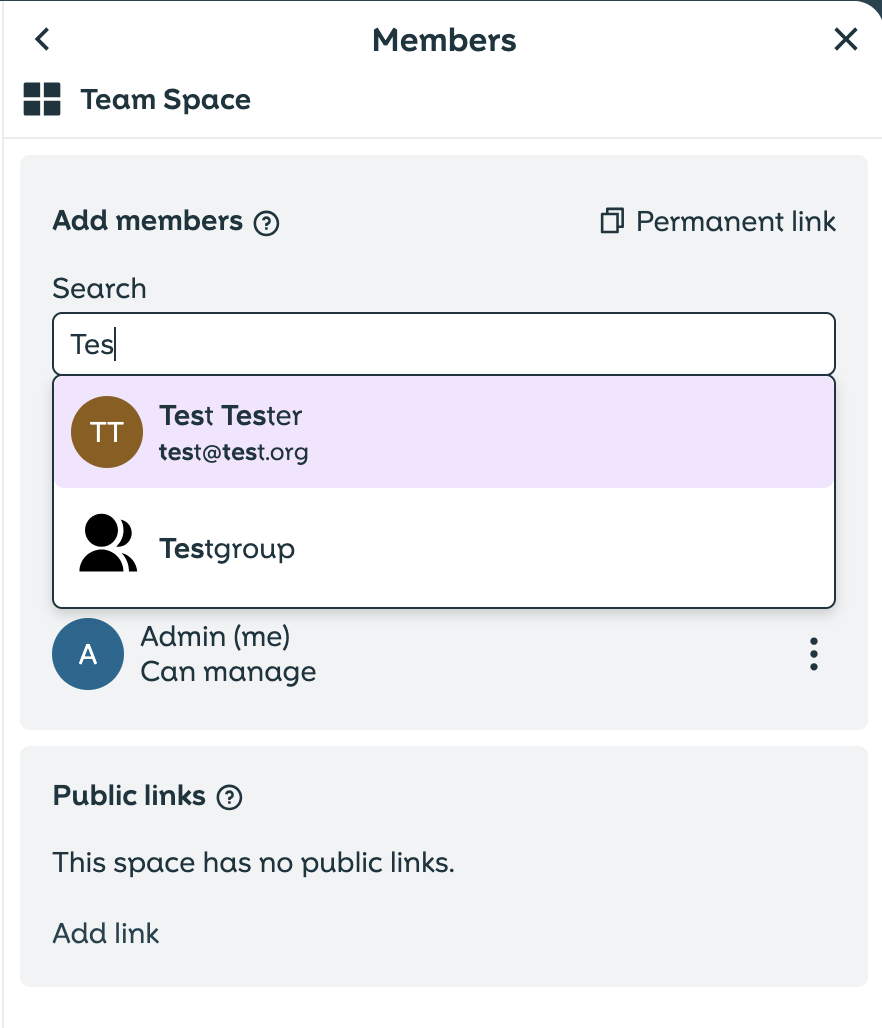 Members
Team Space
Add members
Permanent link
Search
Tes
TT
Test Tester
test@test.org
Testgroup
A
Admin (me)
Can manage
Public links
This space has no public links.
Add link